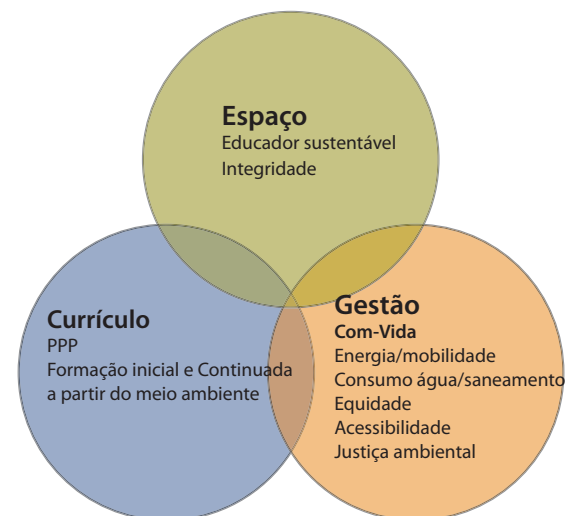 Espaço
Educador sustentável
Integridade
Currículo
PPP
Formação inicial e Continuada
a partir do meio ambiente
Gestão
Com-Vida
Energia/mobilidade
Consumo água/saneamento
Equidade
Acessibilidade
Justiça ambiental